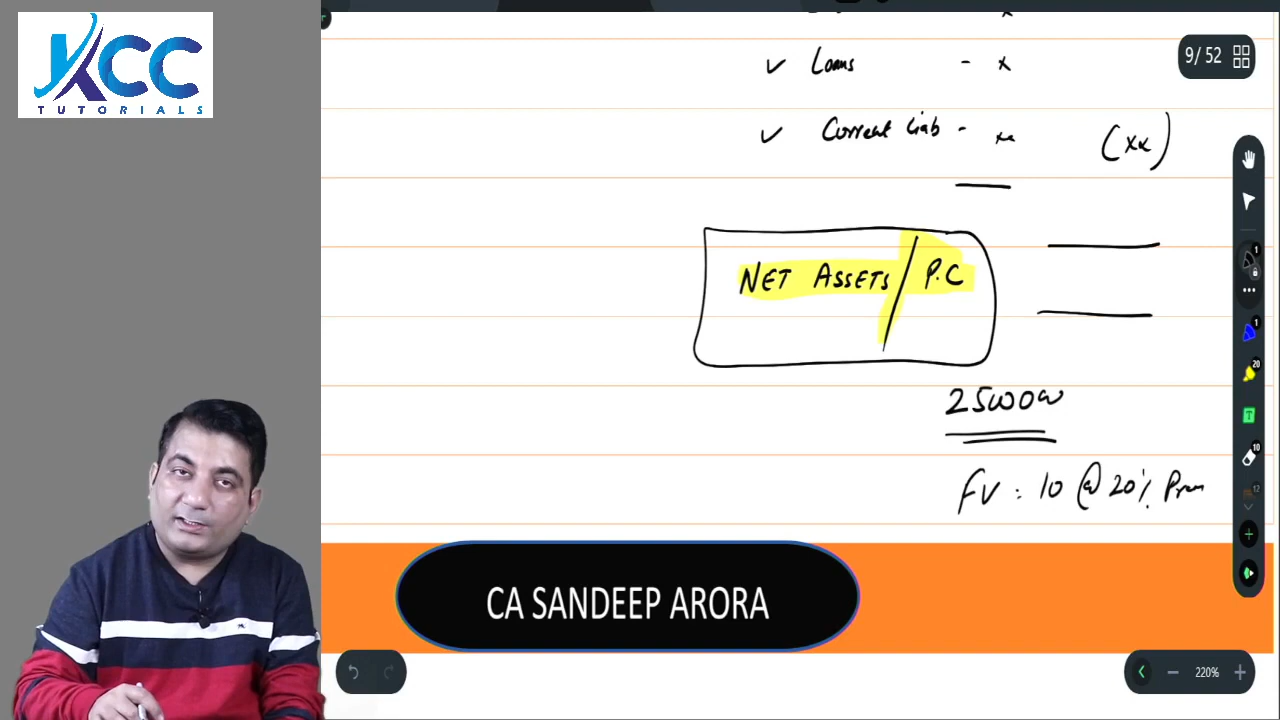 KCC
TUTORIALS
9/ 52
✓ Loans - x
✓ Current Liab - xx (xx)
NET ASSETS / P.C
250000
FV : 10 @ 20% Prem
CA SANDEEP ARORA
220%